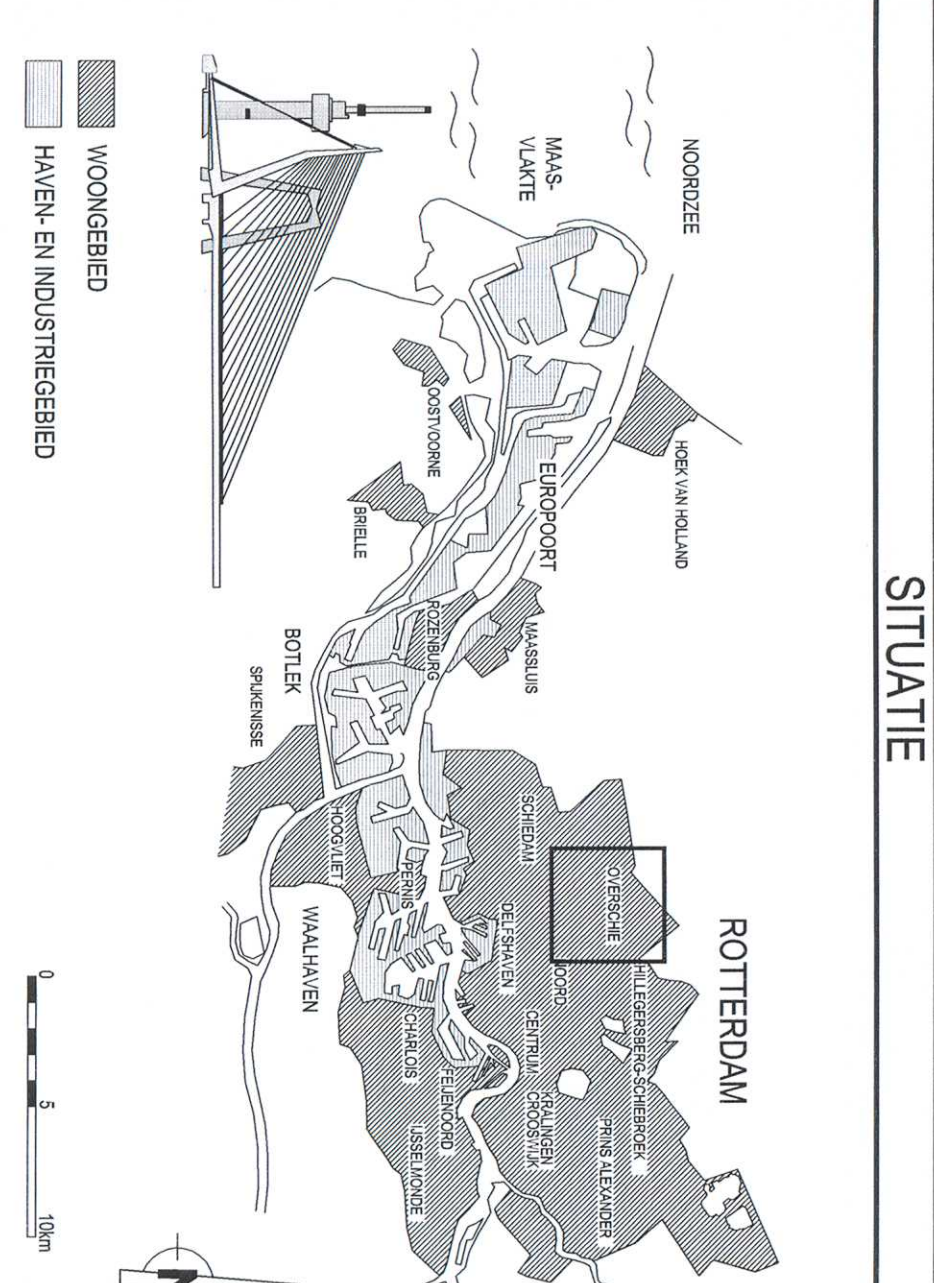 SITUATIE
ROTTERDAM
NOORDZEE
HOEK VAN HOLLAND
MAAS-
VLAKTE
EUROPOORT
MAASSLUIS
OOSTVOORNE
BRIELLE
ROZENBURG
BOTLEK
SPIJKENISSE
SCHIEDAM
OVERSCHIE
HILLEGERSBERG-SCHIEBROEK
NOORD
PRINS ALEXANDER
DELFSHAVEN
CENTRUM
KRALINGEN
CROOSWIJK
HOOGVLIET
PERNIS
WAALHAVEN
CHARLOIS
FEIJENOORD
IJSSELMONDE
WOONGEBIED
HAVEN- EN INDUSTRIEGEBIED
0 5 10km